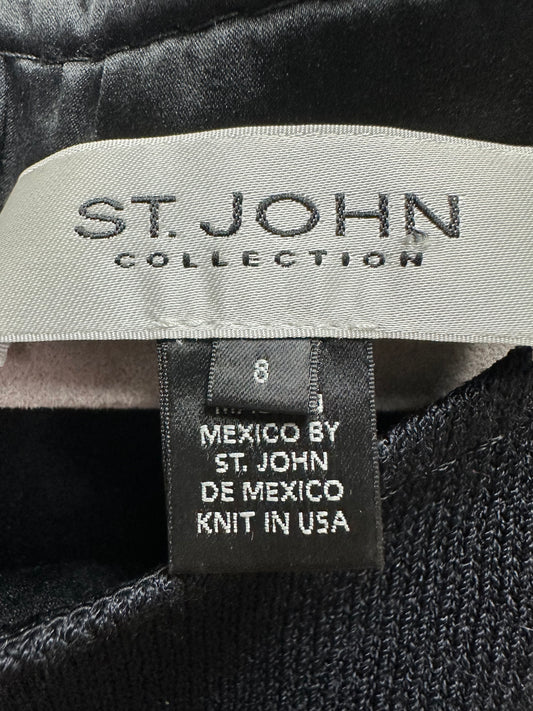 ST. JOHN
COLLECTION
8
MEXICO BY
ST. JOHN
DE MEXICO
KNIT IN USA